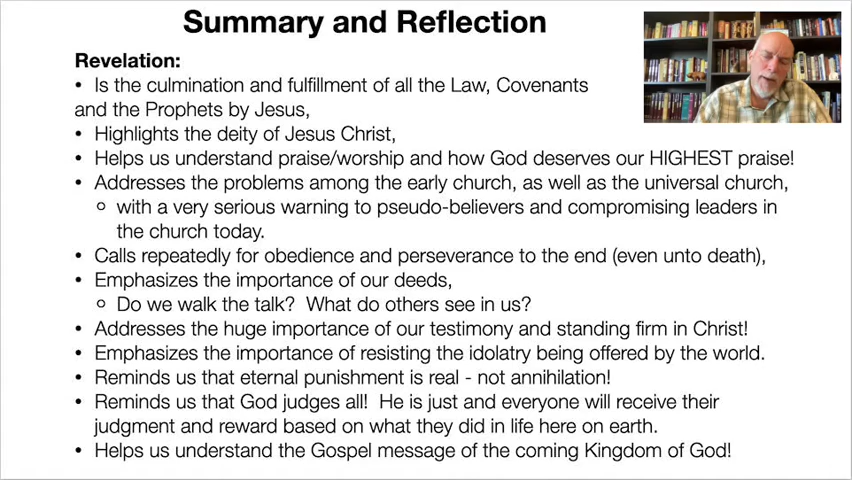 Summary and Reflection
Revelation:
• Is the culmination and fulfillment of all the Law, Covenants
and the Prophets by Jesus,
• Highlights the deity of Jesus Christ,
• Helps us understand praise/worship and how God deserves our HIGHEST praise!
• Addresses the problems among the early church, as well as the universal church,
○ with a very serious warning to pseudo-believers and compromising leaders in
the church today.
• Calls repeatedly for obedience and perseverance to the end (even unto death),
• Emphasizes the importance of our deeds,
○ Do we walk the talk? What do others see in us?
• Addresses the huge importance of our testimony and standing firm in Christ!
• Emphasizes the importance of resisting the idolatry being offered by the world.
• Reminds us that eternal punishment is real - not annihilation!
• Reminds us that God judges all! He is just and everyone will receive their
judgment and reward based on what they did in life here on earth.
• Helps us understand the Gospel message of the coming Kingdom of God!